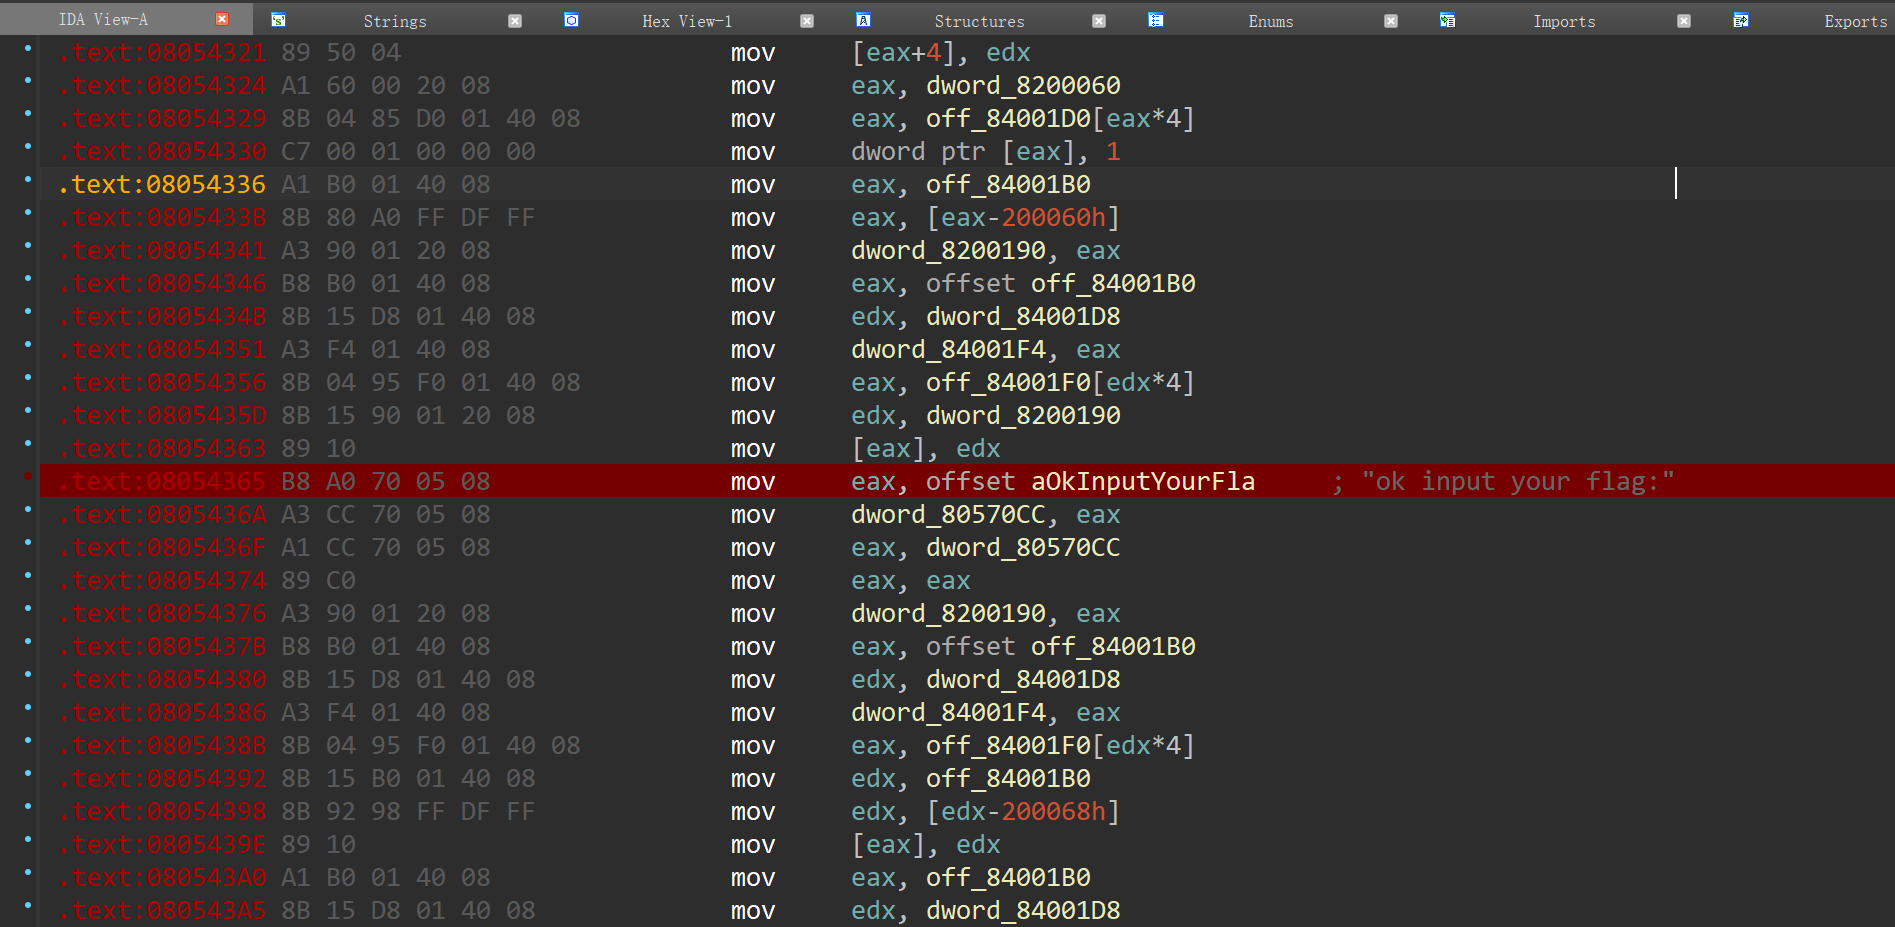 IDA View-A Strings Hex View-1 Structures Enums Imports Exports
.text:08054321 89 50 04 mov [eax+4], edx
.text:08054324 A1 60 00 20 08 mov eax, dword_8200060
.text:08054329 8B 04 85 D0 01 40 08 mov eax, off_84001D0[eax*4]
.text:08054330 C7 00 01 00 00 00 mov dword ptr [eax], 1
.text:08054336 A1 B0 01 40 08 mov eax, off_84001B0
.text:0805433B 8B 80 A0 FF DF FF mov eax, [eax-200060h]
.text:08054341 A3 90 01 20 08 mov dword_8200190, eax
.text:08054346 B8 B0 01 40 08 mov eax, offset off_84001B0
.text:0805434B 8B 15 D8 01 40 08 mov edx, dword_84001D8
.text:08054351 A3 F4 01 40 08 mov dword_84001F4, eax
.text:08054356 8B 04 95 F0 01 40 08 mov eax, off_84001F0[edx*4]
.text:0805435D 8B 15 90 01 20 08 mov edx, dword_8200190
.text:08054363 89 10 mov [eax], edx
.text:08054365 B8 A0 70 05 08 mov eax, offset aOkInputYourFla ; "ok input your flag:"
.text:0805436A A3 CC 70 05 08 mov dword_80570CC, eax
.text:0805436F A1 CC 70 05 08 mov eax, dword_80570CC
.text:08054374 89 C0 mov eax, eax
.text:08054376 A3 90 01 20 08 mov dword_8200190, eax
.text:0805437B B8 B0 01 40 08 mov eax, offset off_84001B0
.text:08054380 8B 15 D8 01 40 08 mov edx, dword_84001D8
.text:08054386 A3 F4 01 40 08 mov dword_84001F4, eax
.text:0805438B 8B 04 95 F0 01 40 08 mov eax, off_84001F0[edx*4]
.text:08054392 8B 15 B0 01 40 08 mov edx, off_84001B0
.text:08054398 8B 92 98 FF DF FF mov edx, [edx-200068h]
.text:0805439E 89 10 mov [eax], edx
.text:080543A0 A1 B0 01 40 08 mov eax, off_84001B0
.text:080543A5 8B 15 D8 01 40 08 mov edx, dword_84001D8